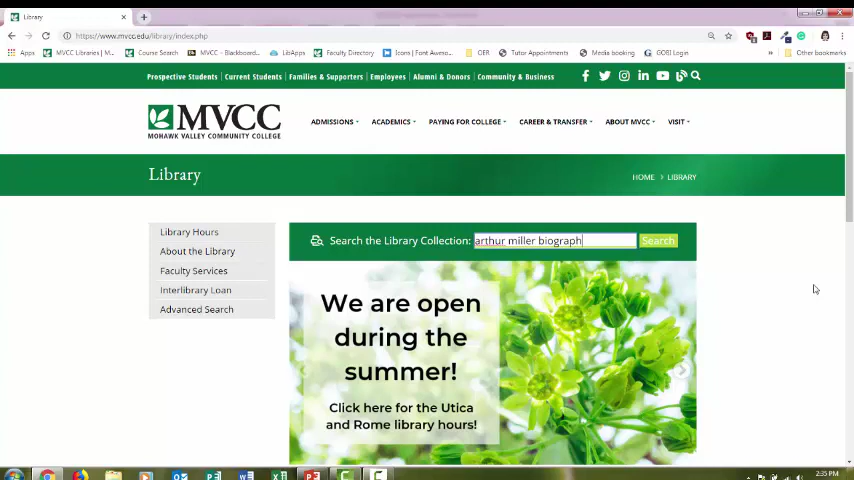 Library
https://www.mvcc.edu/library/index.php
Apps MVCC Libraries | M... Course Search MVCC – Blackboard... LibApps Faculty Directory Icons | Font Aweso... OER Tutor Appointments Media booking GOBI Login » Other bookmarks
Prospective Students Current Students Families & Supporters Employees Alumni & Donors Community & Business
MVCC
MOHAWK VALLEY COMMUNITY COLLEGE
ADMISSIONS ACADEMICS PAYING FOR COLLEGE CAREER & TRANSFER ABOUT MVCC VISIT
Library
HOME > LIBRARY
Library Hours
About the Library
Faculty Services
Interlibrary Loan
Advanced Search
Search the Library Collection: arthur miller biograph Search
We are open
during the
summer!
Click here for the Utica
and Rome library hours!
2:35 PM